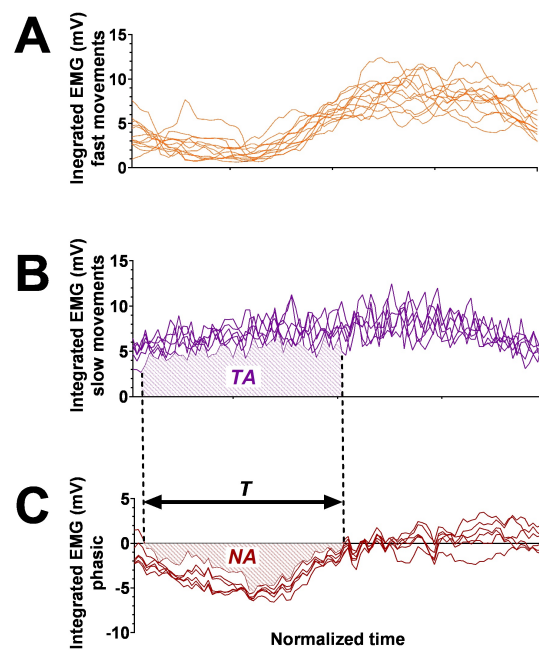 A
Inegrated EMG (mV)
fast movements
15
10
5
0
B
Integrated EMG (mV)
slow movements
15
10
5
0
TA
C
Integrated EMG (mV)
phasic
5
0
-5
-10
T
NA
Normalized time